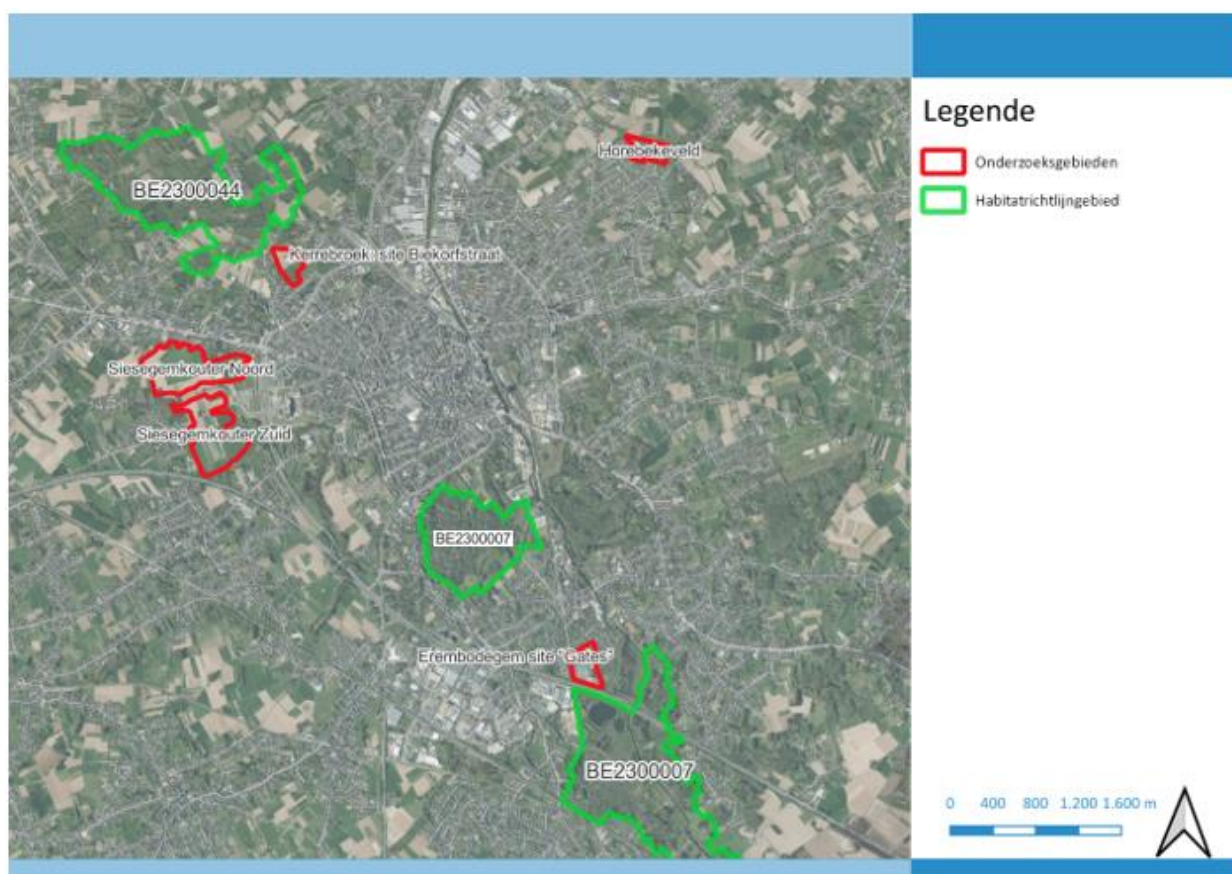 Legende
Onderzoeksgebieden
Habitatrichtlijngebied
Horebekeveld
BE2300044
Kerrebroek: site Biekorfstraat
Siesegemkouter Noord
Siesegemkouter Zuid
BE2300007
Erembodegem site "Gates"
BE2300007
0 400 800 1.200 1.600 m